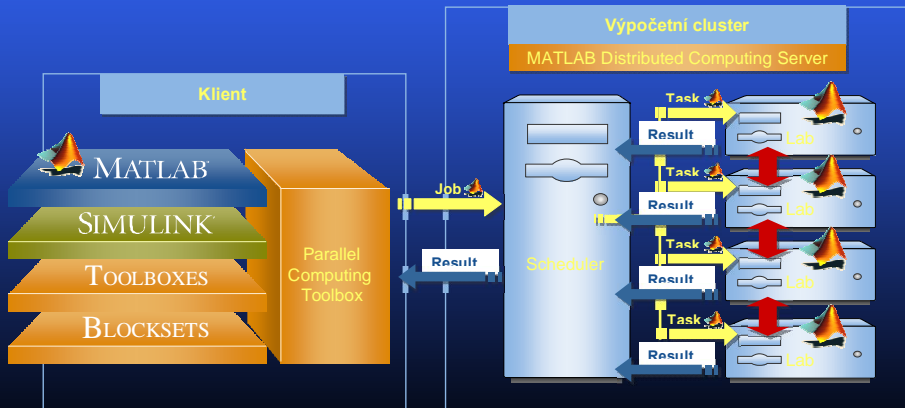 Výpočetní cluster
MATLAB Distributed Computing Server
Klient
MATLAB
SIMULINK
TOOLBOXES
BLOCKSETS
Parallel
Computing
Toolbox
Job
Result
Scheduler
Task
Result
Lab
Task
Result
Lab
Task
Result
Lab
Task
Result
Lab